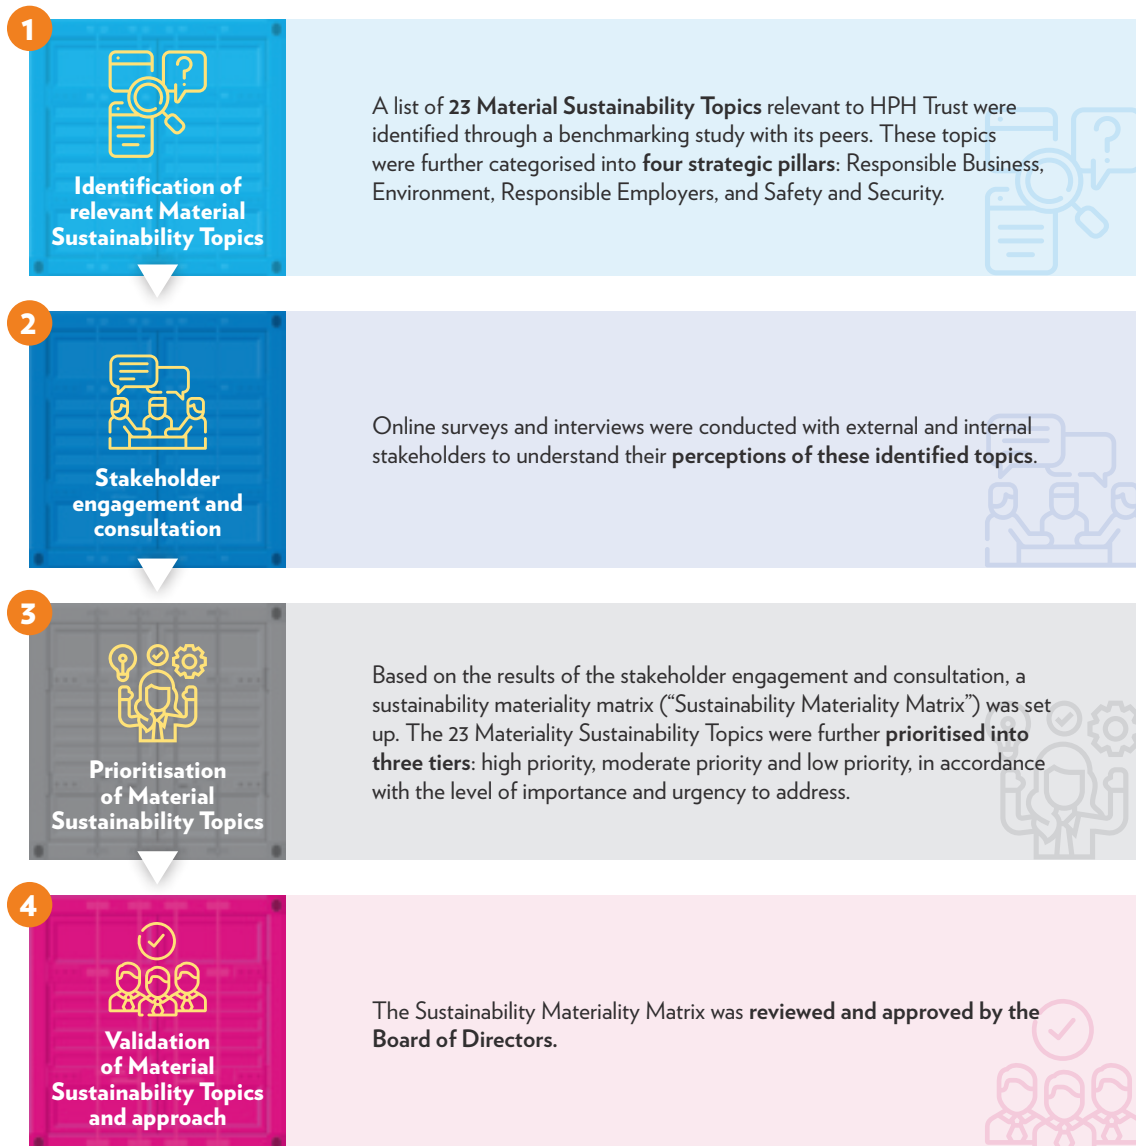 1
Identification of
relevant Material
Sustainability Topics
A list of 23 Material Sustainability Topics relevant to HPH Trust were
identified through a benchmarking study with its peers. These topics
were further categorised into four strategic pillars: Responsible Business,
Environment, Responsible Employers, and Safety and Security.
2
Stakeholder
engagement and
consultation
Online surveys and interviews were conducted with external and internal
stakeholders to understand their perceptions of these identified topics.
3
Prioritisation
of Material
Sustainability Topics
Based on the results of the stakeholder engagement and consultation, a
sustainability materiality matrix (“Sustainability Materiality Matrix”) was set
up. The 23 Materiality Sustainability Topics were further prioritised into
three tiers: high priority, moderate priority and low priority, in accordance
with the level of importance and urgency to address.
4
Validation
of Material
Sustainability Topics
and approach
The Sustainability Materiality Matrix was reviewed and approved by the
Board of Directors.